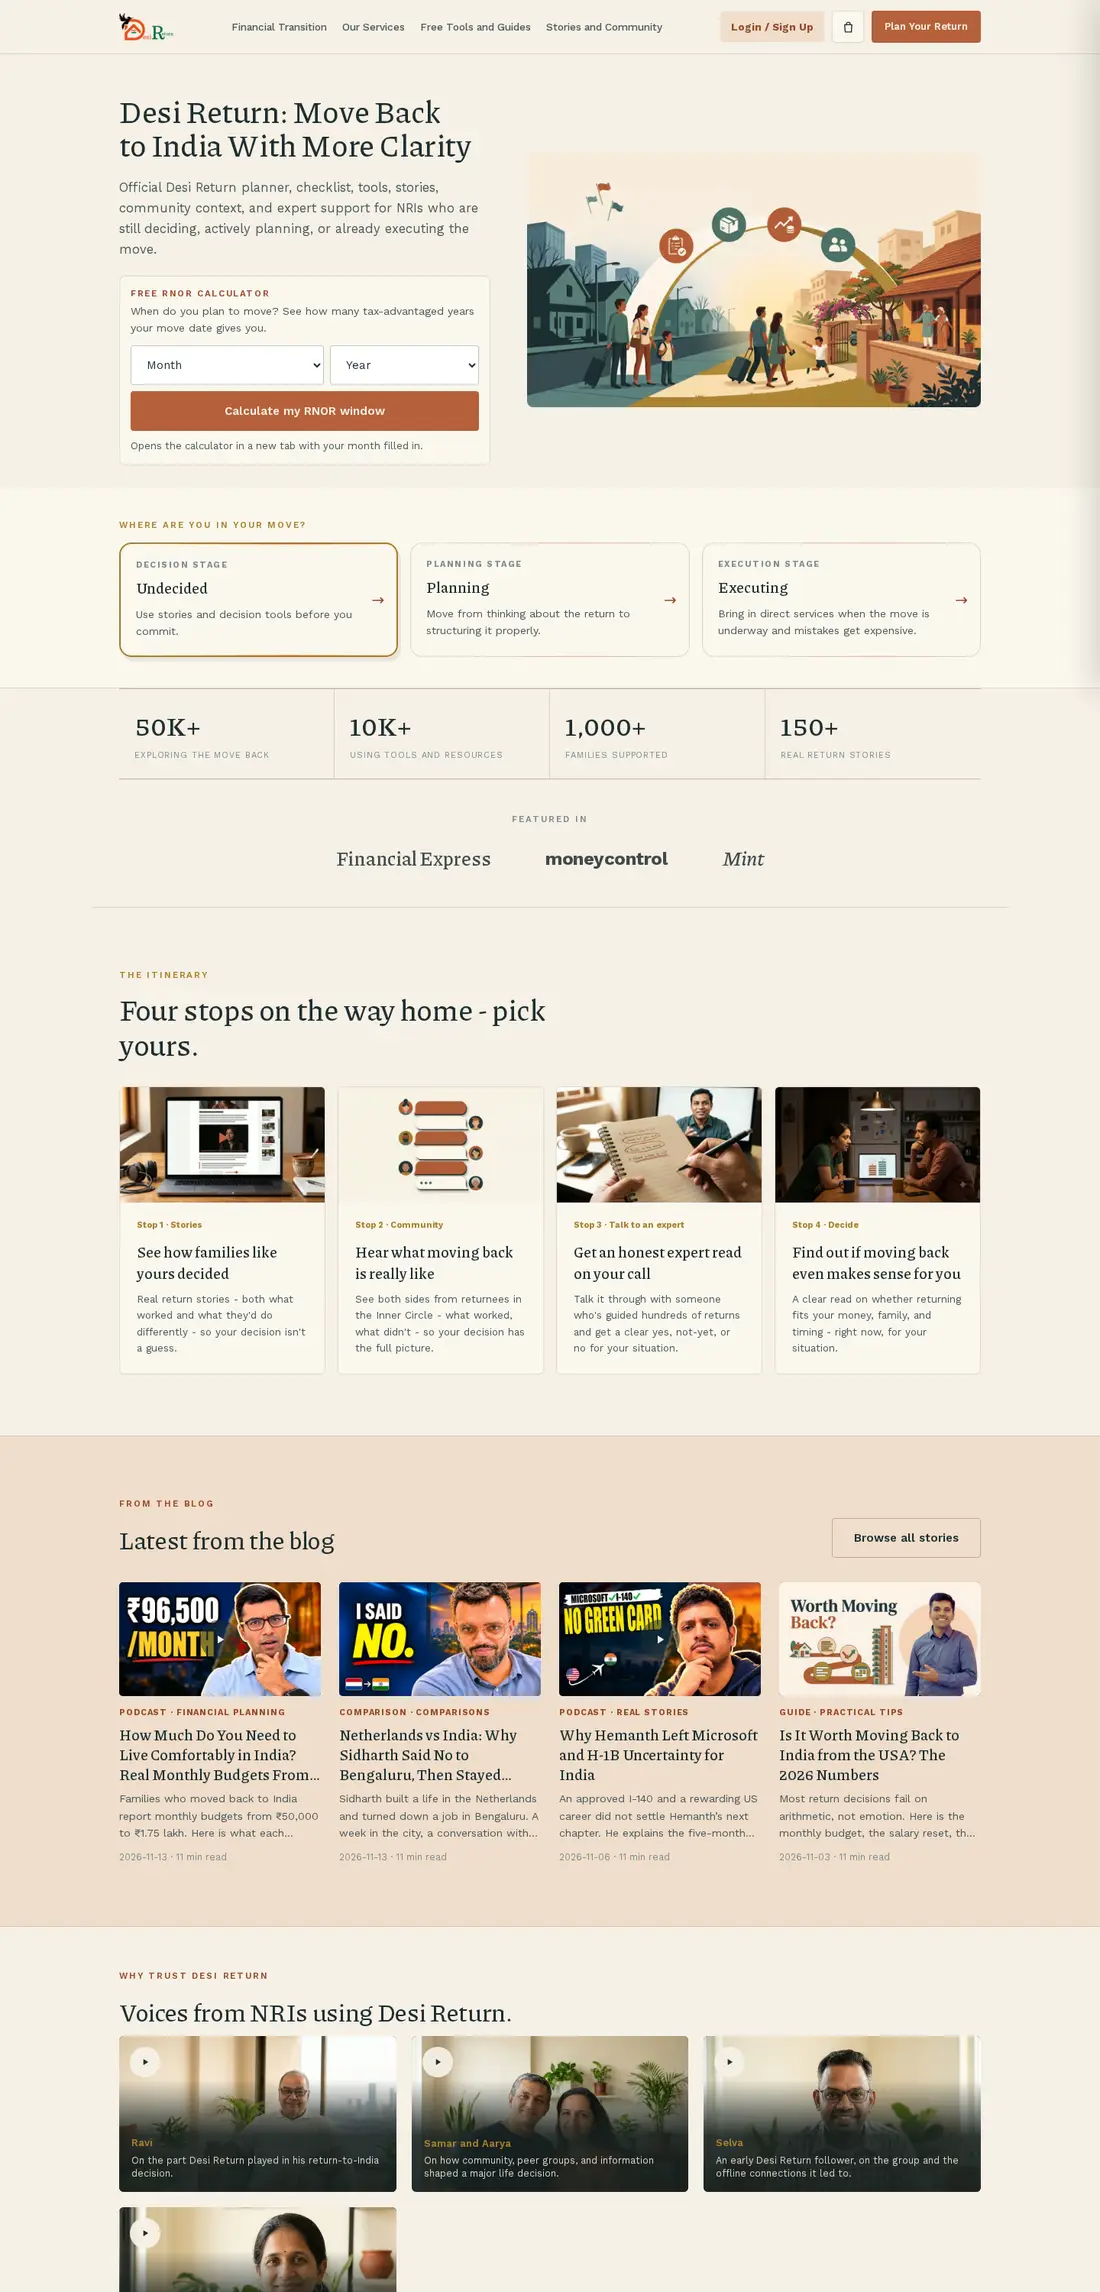 Desi Return
Financial Transition
Our Services
Free Tools and Guides
Stories and Community
Login / Sign Up
Plan Your Return
Desi Return: Move Back
to India With More Clarity
Official Desi Return planner, checklist, tools, stories,
community context, and expert support for NRIs who are
still deciding, actively planning, or already executing the
move.
FREE RNOR CALCULATOR
When do you plan to move? See how many tax-advantaged years
your move date gives you.
Month
Year
Calculate my RNOR window
Opens the calculator in a new tab with your month filled in.
WHERE ARE YOU IN YOUR MOVE?
DECISION STAGE
Undecided
Use stories and decision tools before you
commit.
→
PLANNING STAGE
Planning
Move from thinking about the return to
structuring it properly.
→
EXECUTION STAGE
Executing
Bring in direct services when the move is
underway and mistakes get expensive.
→
50K+
EXPLORING THE MOVE BACK
10K+
USING TOOLS AND RESOURCES
1,000+
FAMILIES SUPPORTED
150+
REAL RETURN STORIES
FEATURED IN
Financial Express
moneycontrol
Mint
THE ITINERARY
Four stops on the way home - pick
yours.
Stop 1 · Stories
See how families like
yours decided
Real return stories - both what
worked and what they'd do
differently - so your decision isn't
a guess.
Stop 2 · Community
Hear what moving back
is really like
See both sides from returnees in
the Inner Circle - what worked,
what didn't - so your decision has
the full picture.
Stop 3 · Talk to an expert
Get an honest expert read
on your call
Talk it through with someone
who's guided hundreds of returns
and get a clear yes, not-yet, or
no for your situation.
Stop 4 · Decide
Find out if moving back
even makes sense for you
A clear read on whether returning
fits your money, family, and
timing - right now, for your
situation.
FROM THE BLOG
Latest from the blog
Browse all stories
₹96,500
/MONTH
PODCAST · FINANCIAL PLANNING
How Much Do You Need to
Live Comfortably in India?
Real Monthly Budgets From...
Families who moved back to India
report monthly budgets from ₹50,000
to ₹1.75 lakh. Here is what each...
2026-11-13 · 11 min read
I SAID
NO.
COMPARISON · COMPARISONS
Netherlands vs India: Why
Sidharth Said No to
Bengaluru, Then Stayed...
Sidharth built a life in the Netherlands
and turned down a job in Bengaluru. A
week in the city, a conversation with...
2026-11-13 · 11 min read
MICROSOFT ✓I-140✓
NO GREEN CARD
PODCAST · REAL STORIES
Why Hemanth Left Microsoft
and H-1B Uncertainty for
India
An approved I-140 and a rewarding US
career did not settle Hemanth's next
chapter. He explains the five-month...
2026-11-06 · 11 min read
Worth Moving
Back?
GUIDE · PRACTICAL TIPS
Is It Worth Moving Back to
India from the USA? The
2026 Numbers
Most return decisions fail on
arithmetic, not emotion. Here is the
monthly budget, the salary reset, th...
2026-11-03 · 11 min read
WHY TRUST DESI RETURN
Voices from NRIs using Desi Return.
Ravi
On the part Desi Return played in his return-to-India
decision.
Samar and Aarya
On how community, peer groups, and information
shaped a major life decision.
Selva
An early Desi Return follower, on the group and the
offline connections it led to.